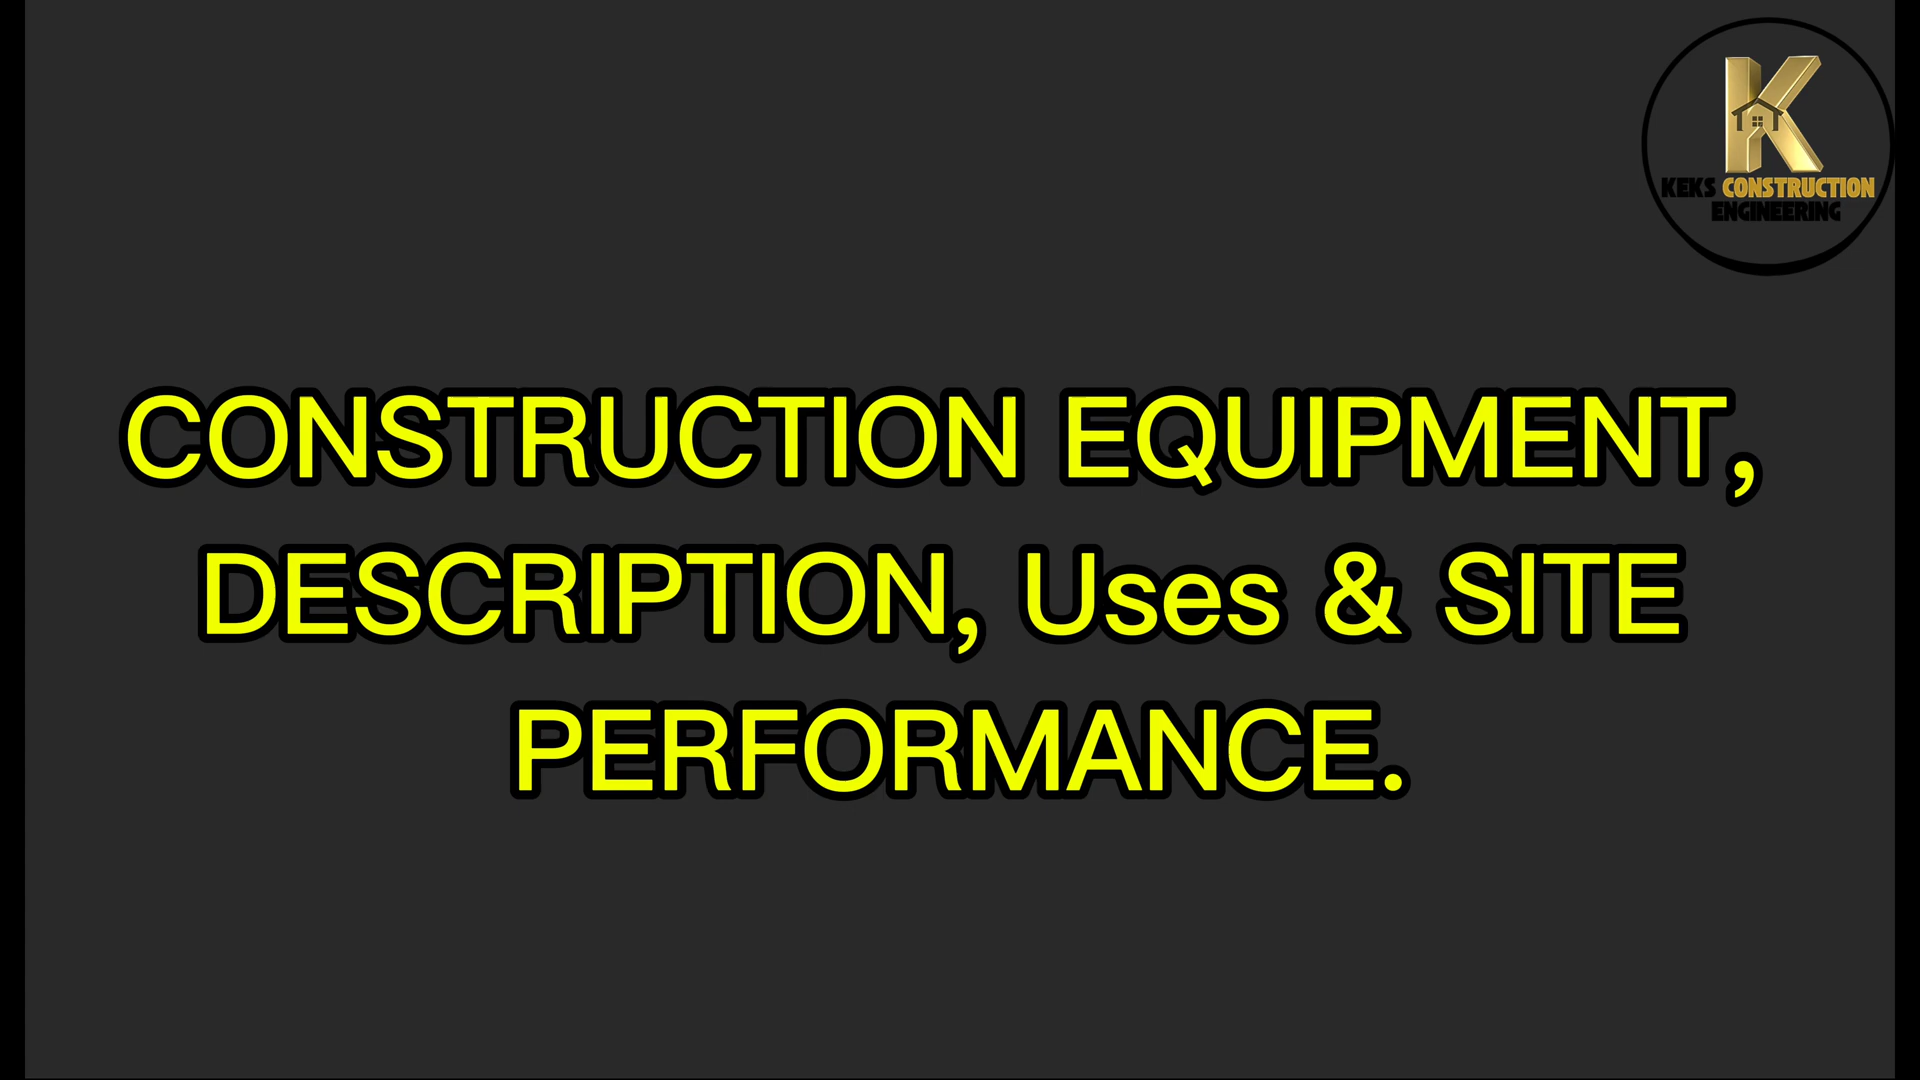 K
KEKS CONSTRUCTION
ENGINEERING
CONSTRUCTION EQUIPMENT,
DESCRIPTION, Uses & SITE
PERFORMANCE.